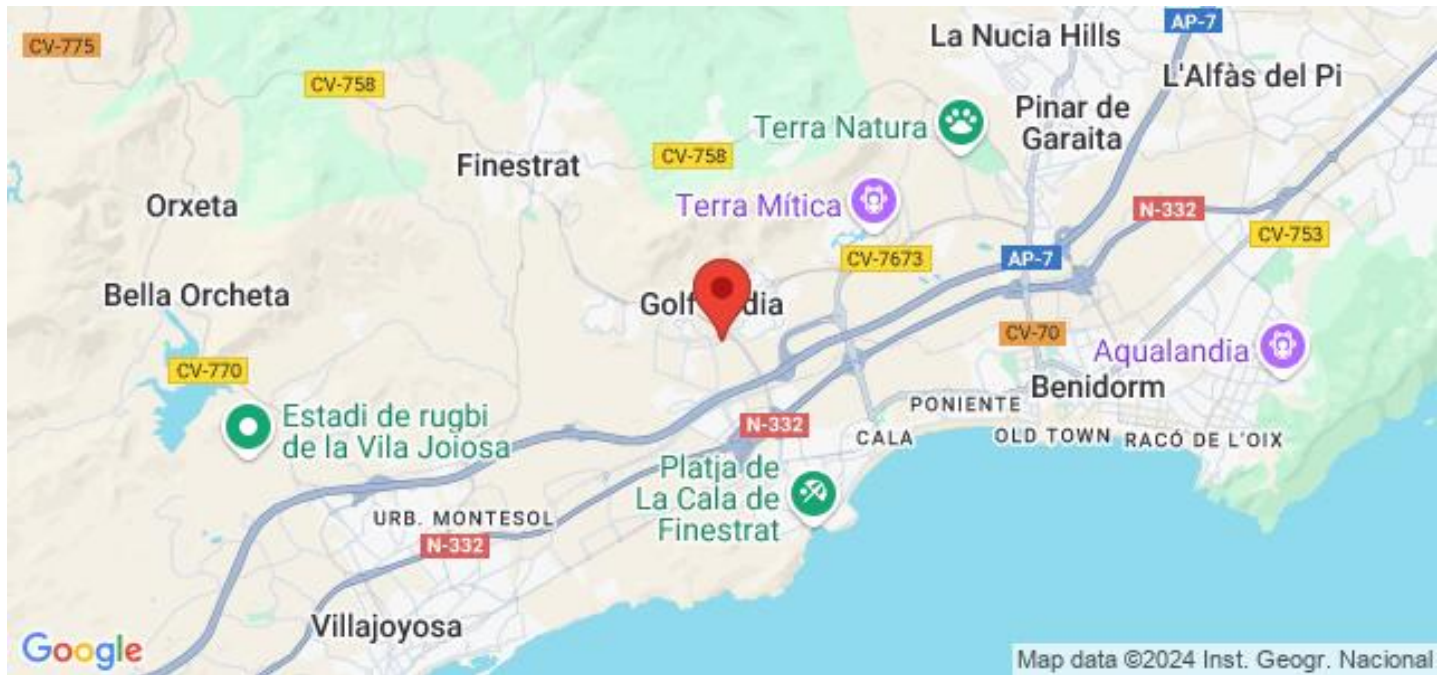 AP-7
CV-775
La Nucia Hills
L'Alfàs del Pi
CV-758
Pinar de
Garaita
Terra Natura
Finestrat
CV-758
Orxeta
Terra Mítica
N-332
CV-753
CV-7673
AP-7
Bella Orcheta
Golf
dia
CV-70
Aqualandia
CV-770
Benidorm
PONIENTE
Estadi de rugbi
de la Vila Joiosa
N-332
CALA
OLD TOWN
RACÓ DE L'OIX
Platja de
La Cala de
Finestrat
URB. MONTESOL
N-332
Villajoyosa
Google
Map data ©2024 Inst. Geogr. Nacional